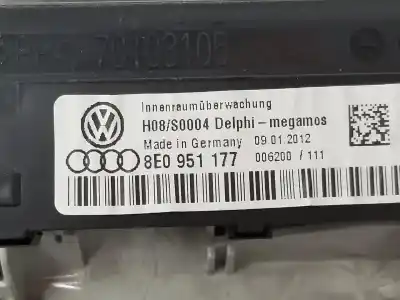 Innenraumüberwachung
H08/S0004 Delphi-megamos
Made in Germany 09.01.2012
8E0 951 177 006200 / 111